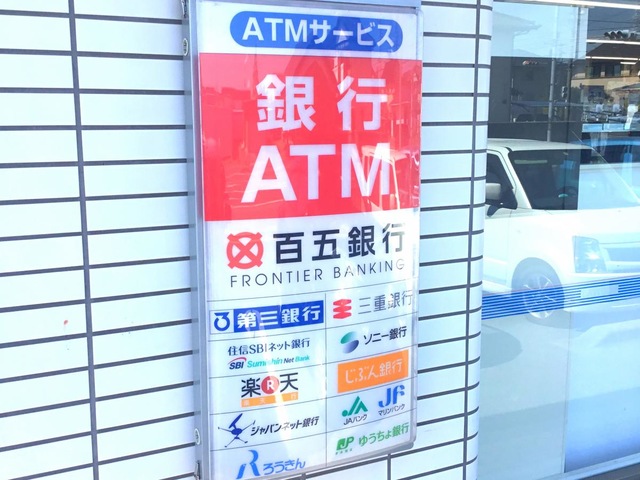 ATMサービス
銀行
ATM
百五銀行
FRONTIER BANKING
第三銀行
三重銀行
住信SBIネット銀行
SBI Sumishin Net Bank
ソニー銀行
楽R天
じぶん銀行
ジャパンネット銀行
JA
JAバンク
JF
マリンバンク
ろうきん
JP
ゆうちょ銀行